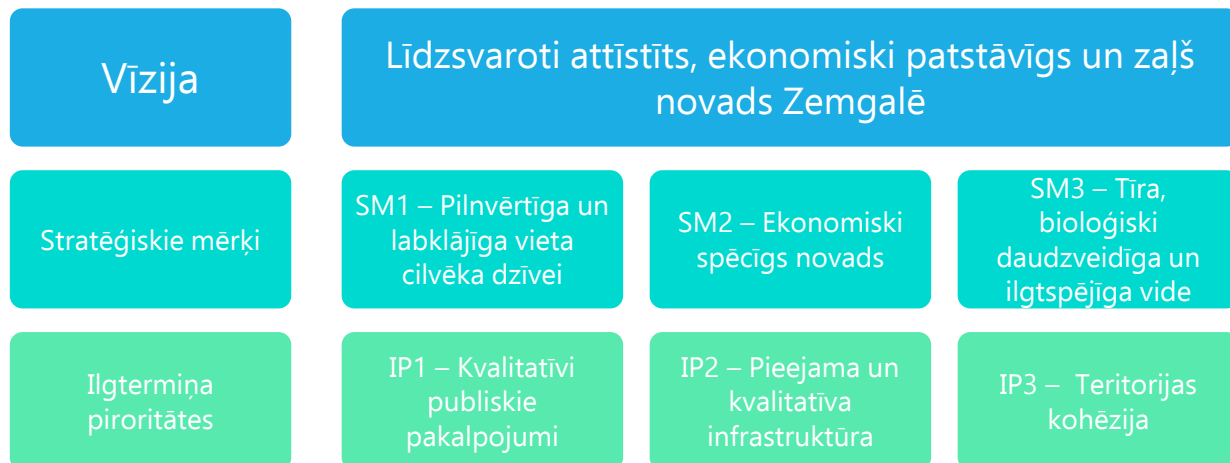 Vīzija
Līdzsvaroti attīstīts, ekonomiski patstāvīgs un zaļš
novads Zemgalē
Stratēģiskie mērķi
SM1 – Pilnvērtīga un
labklājīga vieta
cilvēka dzīvei
SM2 – Ekonomiski
spēcīgs novads
SM3 – Tīra,
bioloģiski
daudzveidīga un
ilgtspējīga vide
Ilgtermiņa
piroritātes
IP1 – Kvalitatīvi
publiskie
pakalpojumi
IP2 – Pieejama un
kvalitatīva
infrastruktūra
IP3 – Teritorijas
kohēzija